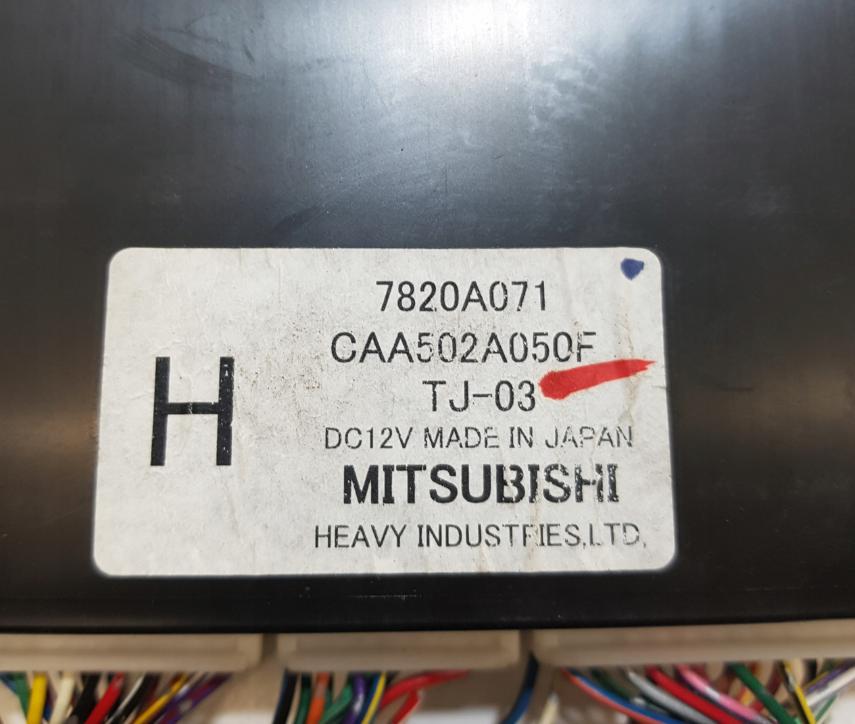 7820A071
CAA502A050F
H
TJ-03
DC12V MADE IN JAPAN
MITSUBISHI
HEAVY INDUSTRIES,LTD.